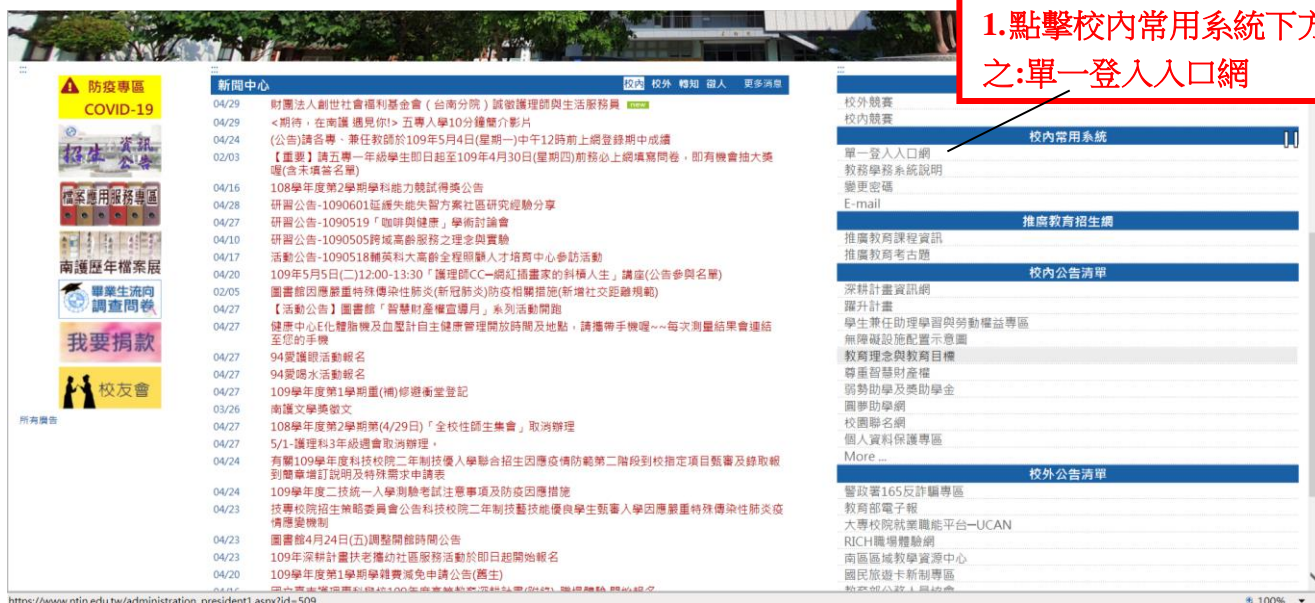 1.點擊校內常用系統下方
之:單一登入入口網
防疫專區
COVID-19
招生 資訊
公告
檔案應用服務專區
南護歷年檔案展
畢業生流向
調查問卷
我要捐款
校友會
所有廣告
新聞中心
校內 校外 轉知 徵人 更多消息
04/29 財團法人創世社會福利基金會(台南分院)誠徵護理師與生活服務員 new
04/29 <期待，在南護 遇見你!> 五專入學10分鐘簡介影片
04/24 (公告)請各專、兼任教師於109年5月4日(星期一)中午12時前上網登錄期中成績
02/03 【重要】請五專一年級學生即日起至109年4月30日(星期四)前務必上網填寫問卷，即有機會抽大獎
喔(含未填答名單)
04/16 108學年度第2學期學科能力競試得獎公告
04/28 研習公告-1090601延緩失能失智方案社區研究經驗分享
04/27 研習公告-1090519「咖啡與健康」學術討論會
04/10 研習公告-1090505跨域高齡服務之理念與實驗
04/17 活動公告-1090518輔英科大高齡全程照顧人才培育中心參訪活動
04/20 109年5月5日(二)12:00-13:30「護理師CC─網紅插畫家的斜槓人生」講座(公告參與名單)
02/05 圖書館因應嚴重特殊傳染性肺炎(新冠肺炎)防疫相關措施(新增社交距離規範)
04/27 【活動公告】圖書館「智慧財產權宣導月」系列活動開跑
04/27 健康中心E化體脂機及血壓計自主健康管理開放時間及地點，請攜帶手機喔~~每次測量結果會連結
至您的手機
04/27 94愛護眼活動報名
04/27 94愛喝水活動報名
04/27 109學年度第1學期重(補)修避衝堂登記
03/26 南護文學獎徵文
04/27 108學年度第2學期第(4/29日)「全校性師生集會」取消辦理
04/27 5/1-護理科3年級週會取消辦理，
04/24 有關109學年度科技校院二年制技優入學聯合招生因應疫情防範第二階段到校指定項目甄審及錄取報
到簡章增訂說明及特殊需求申請表
04/24 109學年度二技統一入學測驗考試注意事項及防疫因應措施
04/23 技專校院招生策略委員會公告科技校院二年制技藝技能優良學生甄審入學因應嚴重特殊傳染性肺炎疫
情應變機制
04/23 圖書館4月24日(五)調整開館時間公告
04/23 109年深耕計畫扶老攜幼社區服務活動於即日起開始報名
04/20 109學年度第1學期學雜費減免申請公告(舊生)
校外競賽
校內競賽
校內常用系統
單一登入入口網
教務學務系統說明
變更密碼
E-mail
推廣教育招生網
推廣教育課程資訊
推廣教育考古題
校內公告清單
深耕計畫資訊網
躍升計畫
學生兼任助理學習與勞動權益專區
無障礙設施配置示意圖
教育理念與教育目標
尊重智慧財產權
弱勢助學及獎助學金
圓夢助學網
校園聯名網
個人資料保護專區
More ...
校外公告清單
警政署165反詐騙專區
教育部電子報
大專校院就業職能平台─UCAN
RICH職場體驗網
南區區域教學資源中心
國民旅遊卡新制專區
https://www.ntin.edu.tw/administration_president1.aspx?id=509
100%